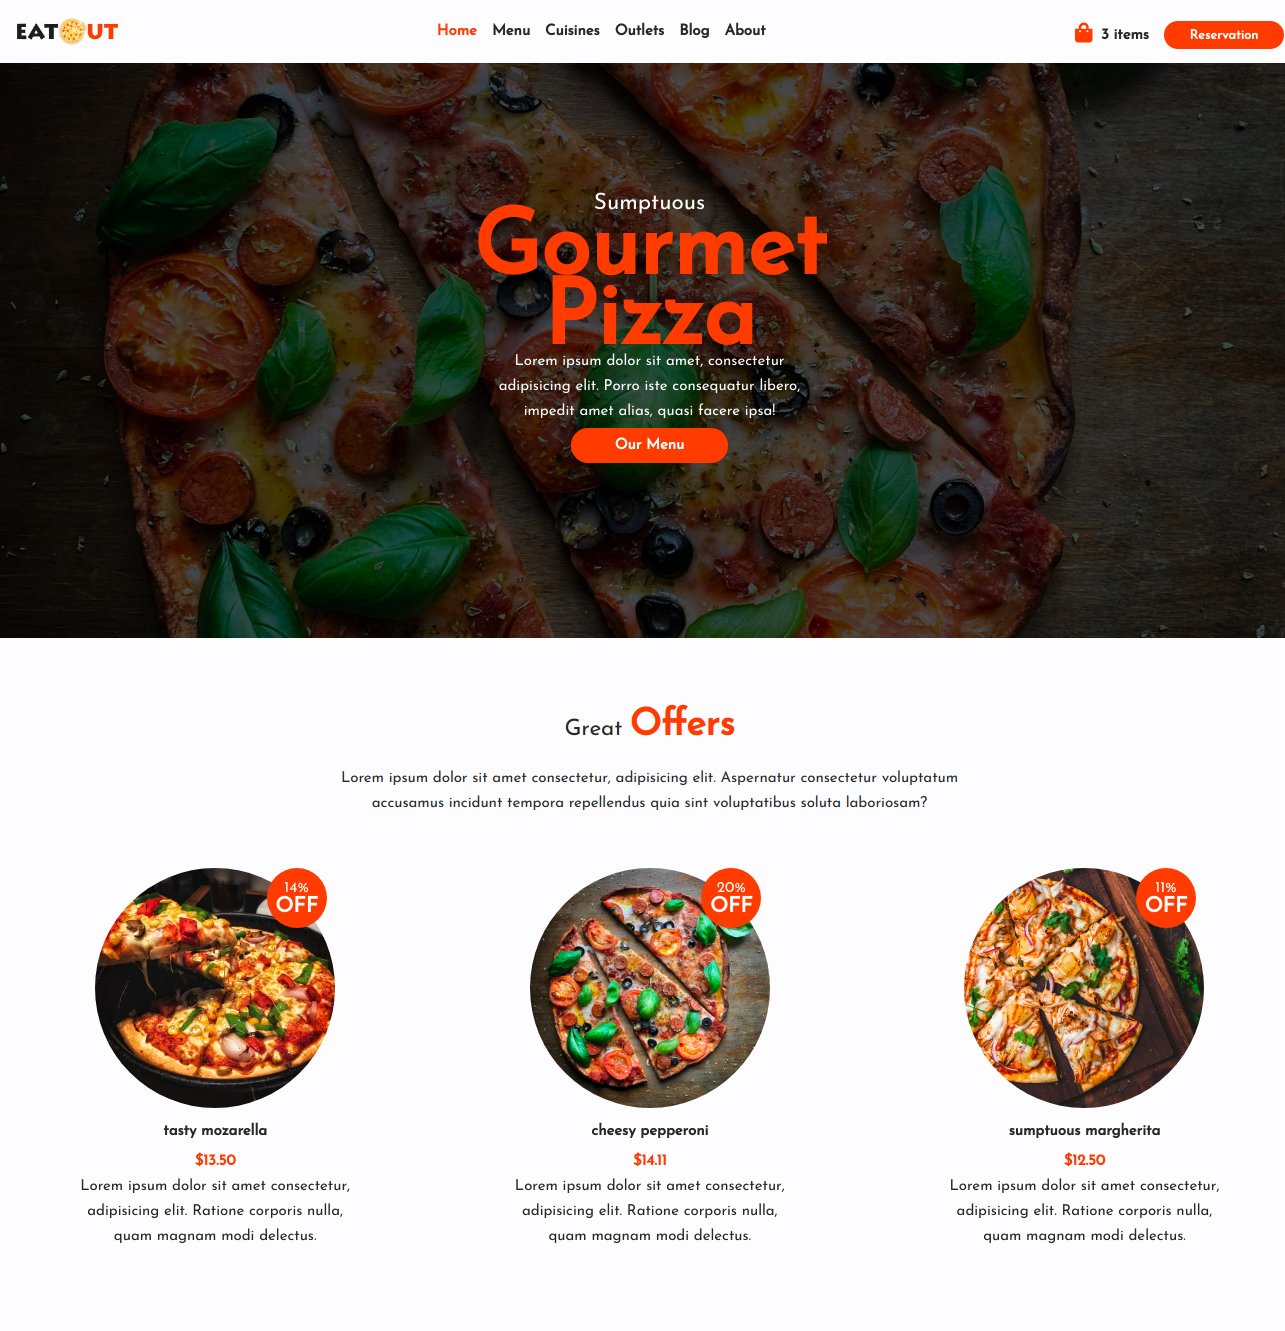 EAT UT
Home Menu Cuisines Outlets Blog About
3 items
Reservation
Sumptuous
Gourmet
Pizza
Lorem ipsum dolor sit amet, consectetur
adipisicing elit. Porro iste consequatur libero,
impedit amet alias, quasi facere ipsa!
Our Menu
Great Offers
Lorem ipsum dolor sit amet consectetur, adipisicing elit. Aspernatur consectetur voluptatum
accusamus incidunt tempora repellendus quia sint voluptatibus soluta laboriosam?
14%
OFF
tasty mozarella
$13.50
Lorem ipsum dolor sit amet consectetur,
adipisicing elit. Ratione corporis nulla,
quam magnam modi delectus.
20%
OFF
cheesy pepperoni
$14.11
Lorem ipsum dolor sit amet consectetur,
adipisicing elit. Ratione corporis nulla,
quam magnam modi delectus.
11%
OFF
sumptuous margherita
$12.50
Lorem ipsum dolor sit amet consectetur,
adipisicing elit. Ratione corporis nulla,
quam magnam modi delectus.